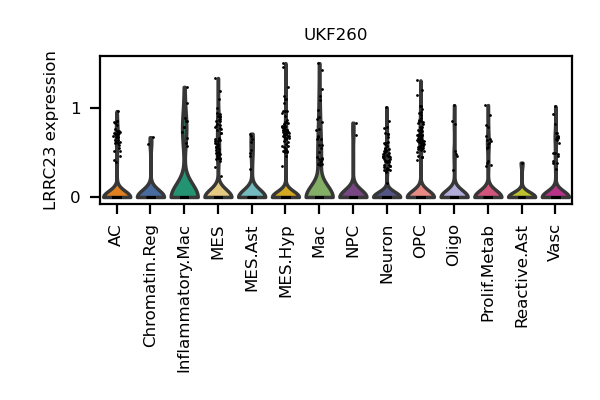 UKF260
LRRC23 expression
1
0
AC
Chromatin.Reg
Inflammatory.Mac
MES
MES.Ast
MES.Hyp
Mac
NPC
Neuron
OPC
Oligo
Prolif.Metab
Reactive.Ast
Vasc